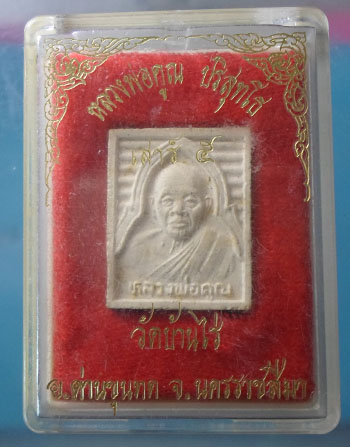 หลวงพ่อคูณ ปริสุทโธ
เสาร์ ๕
หลวงพ่อคูณ
วัดบ้านไร่
อ.ด่านขุนทด จ.นครราชสีมา